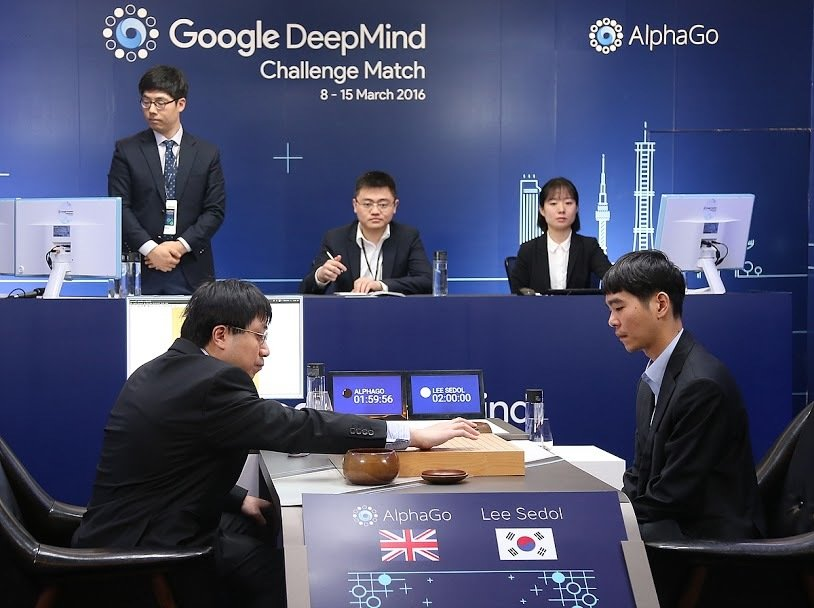 Google DeepMind
Challenge Match
8 - 15 March 2016
AlphaGo
ALPHAGO
01:59:56
LEE SEDOL
02:00:00
AlphaGo
Lee Sedol